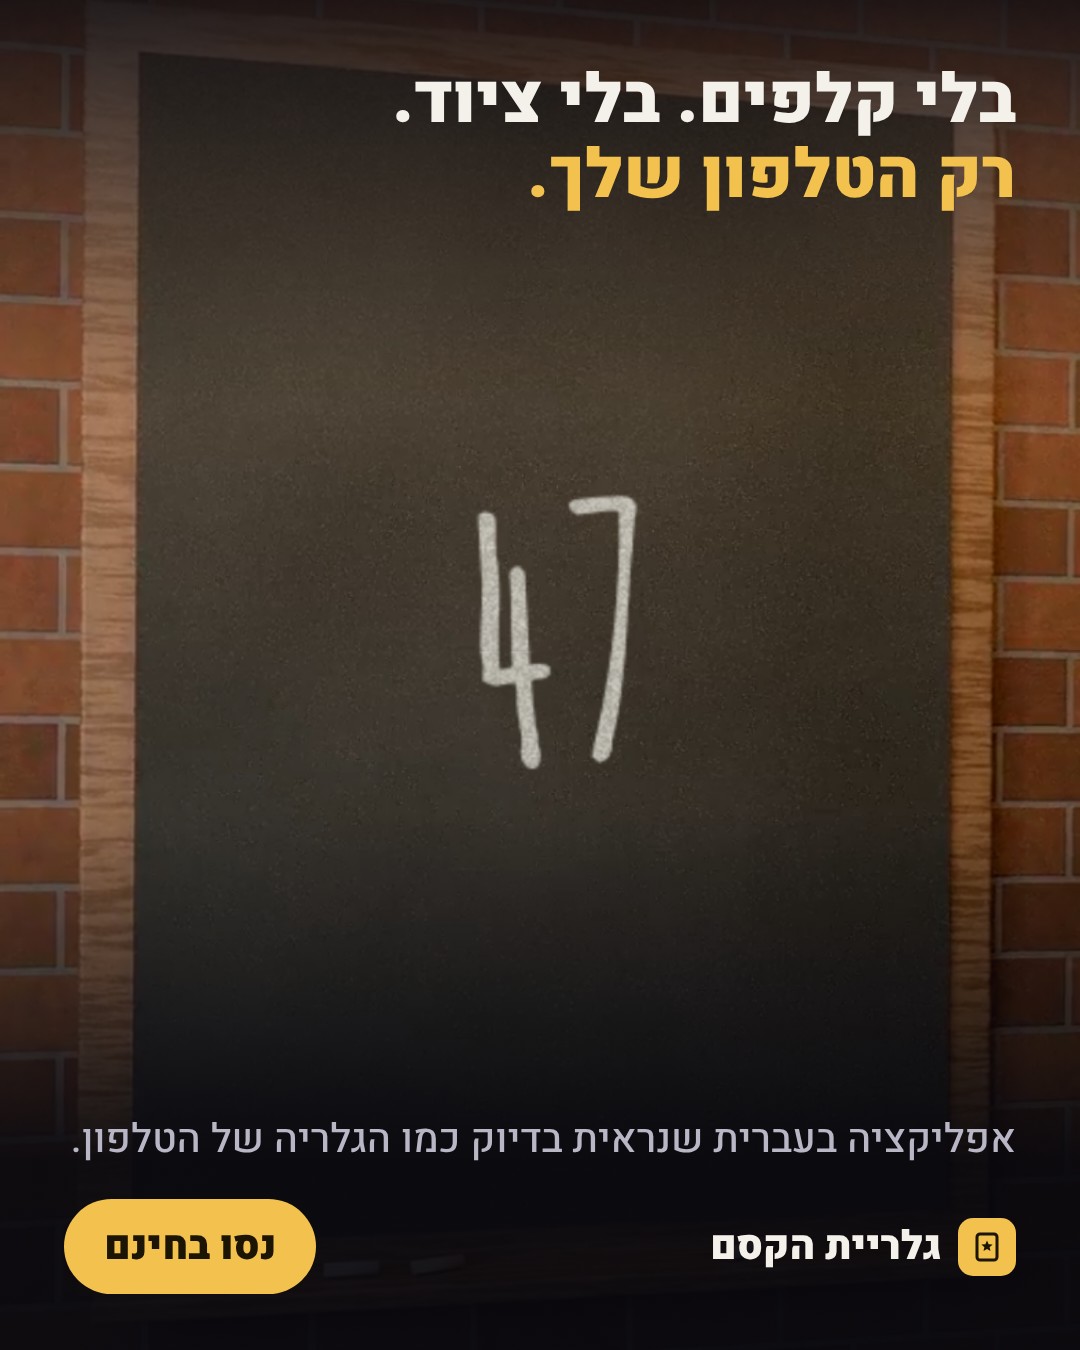 בלי קלפים. בלי ציוד.
רק הטלפון שלך.
47
אפליקציה בעברית שנראית בדיוק כמו הגלריה של הטלפון.
גלריית הקסם
נסו בחינם